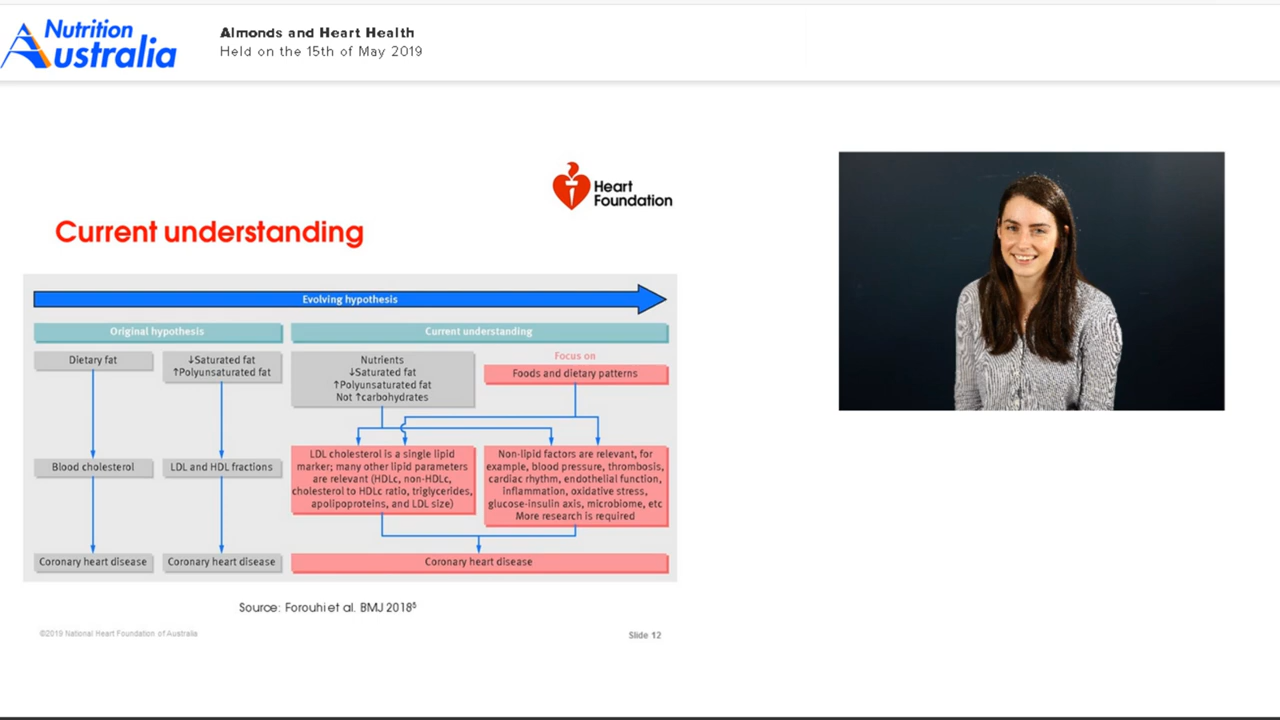 Nutrition
Australia
Almonds and Heart Health
Held on the 15th of May 2019
Heart
Foundation
Current understanding
Evolving hypothesis
Original hypothesis
Current understanding
Dietary fat
↓Saturated fat
↑Polyunsaturated fat
Nutrients
↓Saturated fat
↑Polyunsaturated fat
Not ↑carbohydrates
Focus on
Foods and dietary patterns
Blood cholesterol
LDL and HDL fractions
LDL cholesterol is a single lipid
marker; many other lipid parameters
are relevant (HDLc, non-HDLc,
cholesterol to HDLc ratio, triglycerides,
apolipoproteins, and LDL size)
Non-lipid factors are relevant, for
example, blood pressure, thrombosis,
cardiac rhythm, endothelial function,
inflammation, oxidative stress,
glucose-insulin axis, microbiome, etc
More research is required
Coronary heart disease
Coronary heart disease
Coronary heart disease
Source: Forouhi et al. BMJ 2018⁵
©2019 National Heart Foundation of Australia
Slide 12